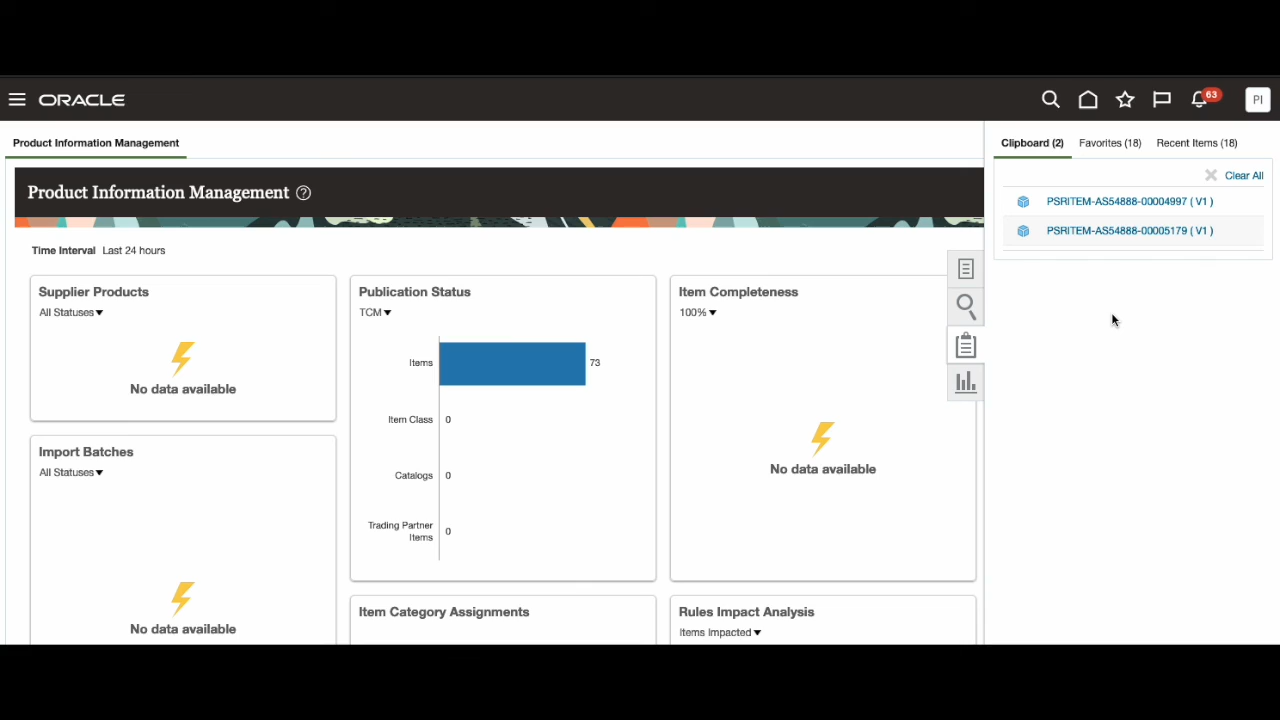 ORACLE
63
PI
Product Information Management
Clipboard (2) Favorites (18) Recent Items (18)
Clear All
PSRITEM-AS54888-00004997 ( V1 )
PSRITEM-AS54888-00005179 ( V1 )
Product Information Management ?
Time Interval Last 24 hours
Supplier Products
All Statuses
No data available
Publication Status
TCM
Items 73
Item Class 0
Catalogs 0
Trading Partner
Items 0
Item Completeness
100%
No data available
Import Batches
All Statuses
No data available
Item Category Assignments
Rules Impact Analysis
Items Impacted